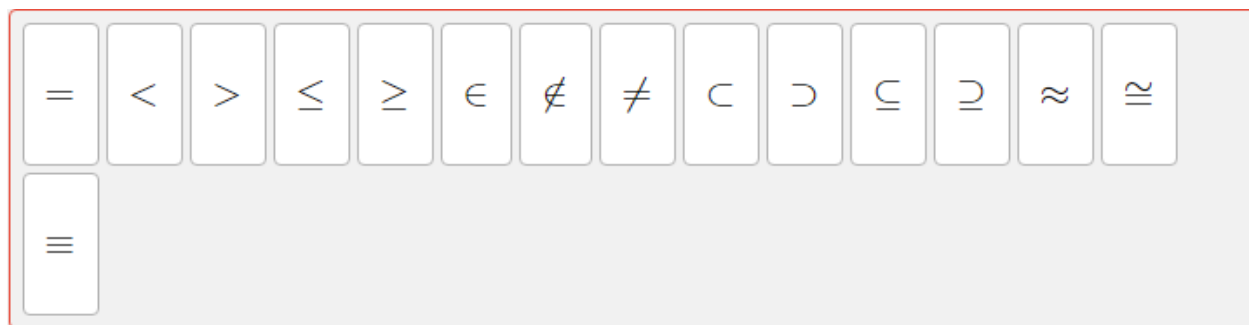 = < > ≤ ≥ ∈ ∉ ≠ ⊂ ⊃ ⊆ ⊇ ≈ ≅
≡